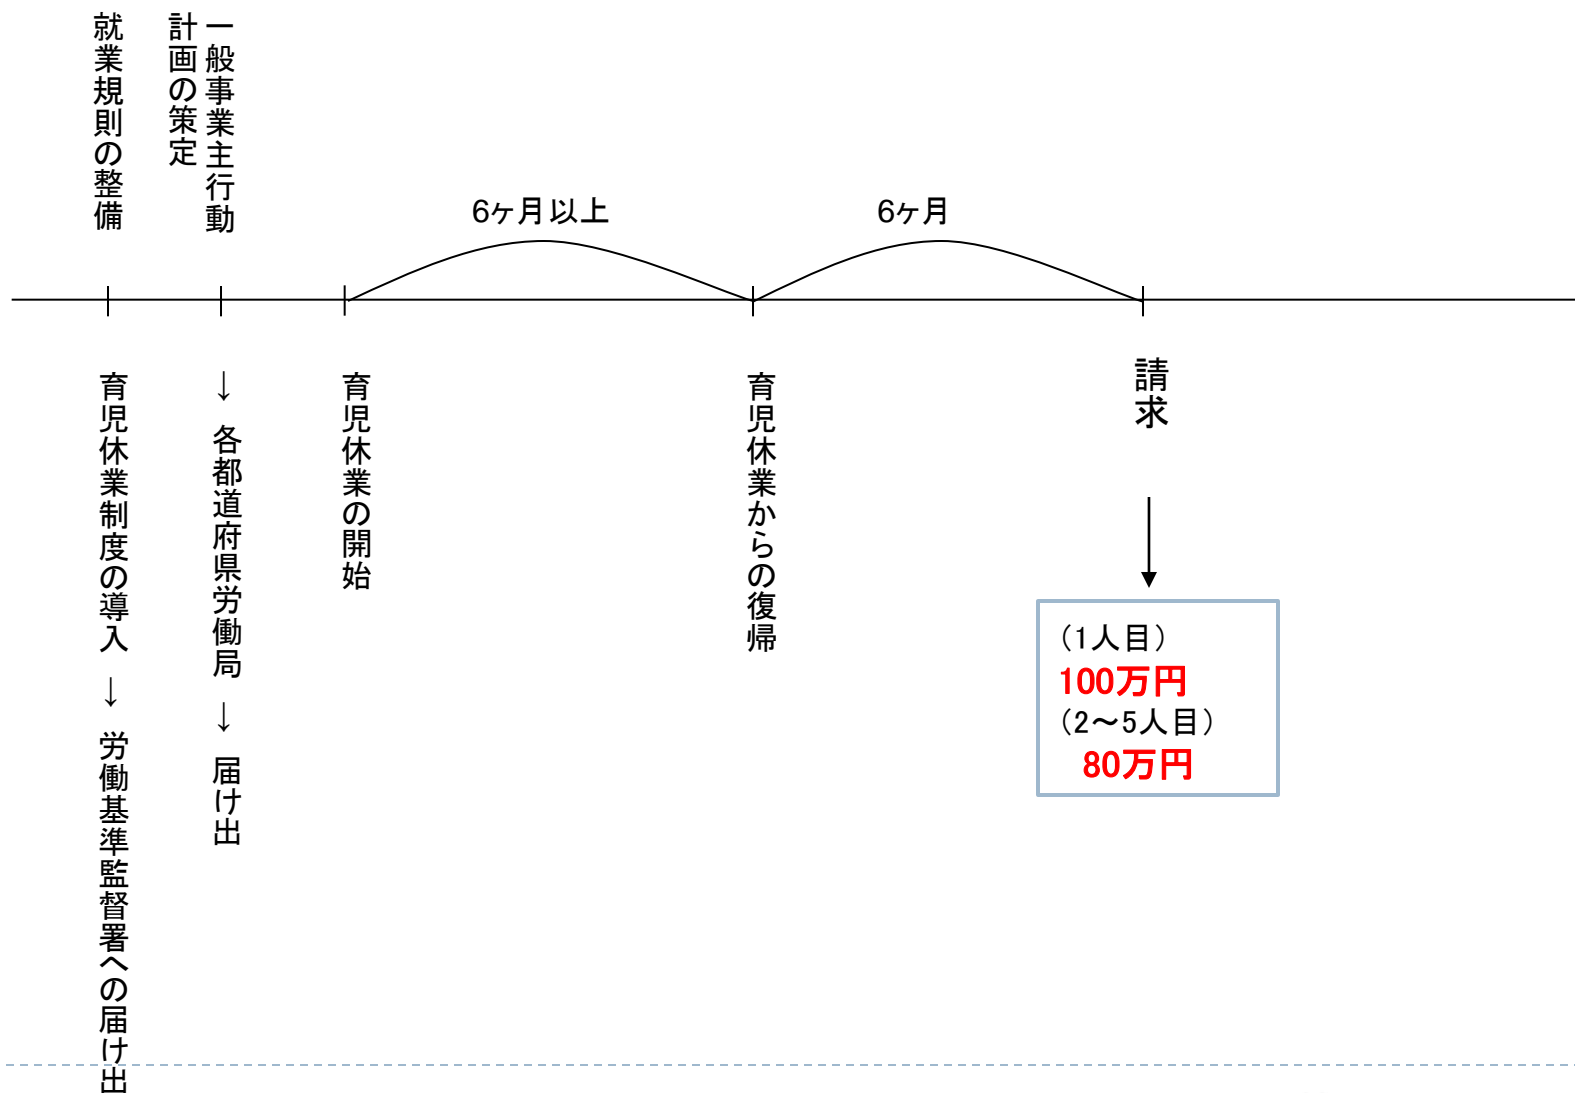 就業規則の整備
一般事業主行動
計画の策定
6ヶ月以上
6ヶ月
育児休業制度の導入 → 労働基準監督署への届け出
→ 各都道府県労働局 → 届け出
育児休業の開始
育児休業からの復帰
請求
（1人目）
100万円
（2～5人目）
80万円